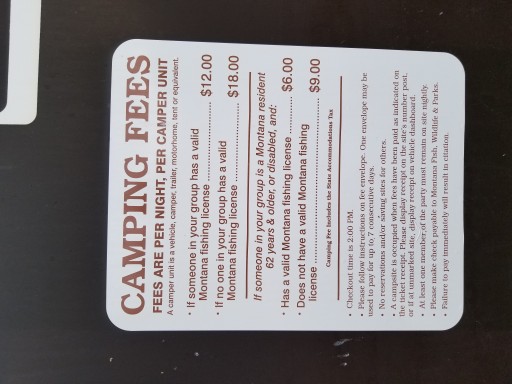 CAMPING FEES
FEES ARE PER NIGHT, PER CAMPER UNIT
A camper unit is a vehicle, camper, trailer, motorhome, tent or equivalent.
• If someone in your group has a valid
Montana fishing license ............ $12.00
• If no one in your group has a valid
Montana fishing license ............ $18.00
If someone in your group is a Montana resident
62 years & older, or disabled, and:
• Has a valid Montana fishing license ..... $6.00
• Does not have a valid Montana fishing
license ........................ $9.00
Camping Fee Includes the State Accommodations Tax
• Checkout time is 2:00 PM.
• Please follow instructions on fee envelope. One envelope may be
used to pay for up to 7 consecutive days.
• No reservations and/or saving sites for others.
• A campsite is occupied when fees have been paid as indicated on
the ticket receipt. Please display receipt on the site's number post,
or if at unmarked site, display receipt on vehicle dashboard.
• At least one member of the party must remain on site nightly.
• Please make check payable to Montana Fish, Wildlife & Parks.
• Failure to pay immediately will result in citation.